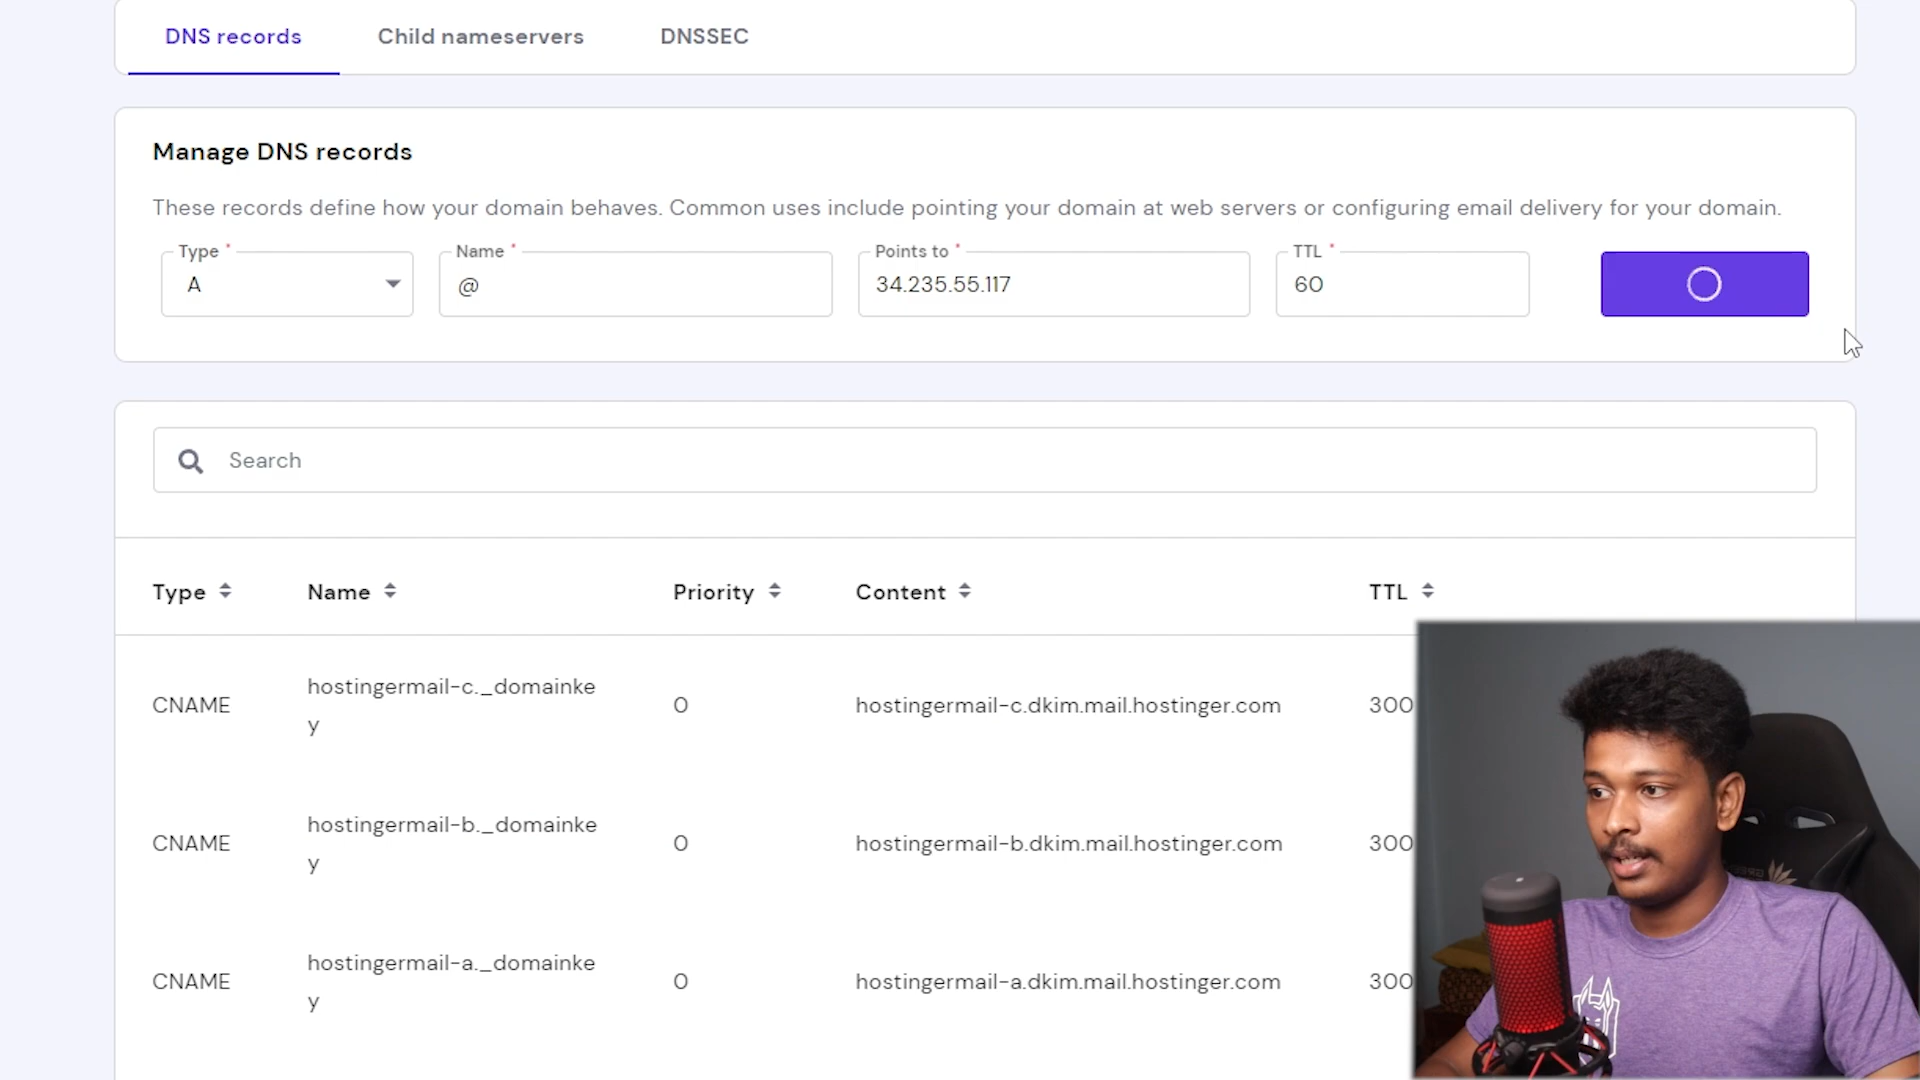 DNS records
Child nameservers
DNSSEC
Manage DNS records
These records define how your domain behaves. Common uses include pointing your domain at web servers or configuring email delivery for your domain.
Type *
Name *
Points to *
TTL *
A
@
34.235.55.117
60
Search
Type
Name
Priority
Content
TTL
CNAME
hostingermail-c._domainke
y
0
hostingermail-c.dkim.mail.hostinger.com
300
CNAME
hostingermail-b._domainke
y
0
hostingermail-b.dkim.mail.hostinger.com
300
CNAME
hostingermail-a._domainke
y
0
hostingermail-a.dkim.mail.hostinger.com
300